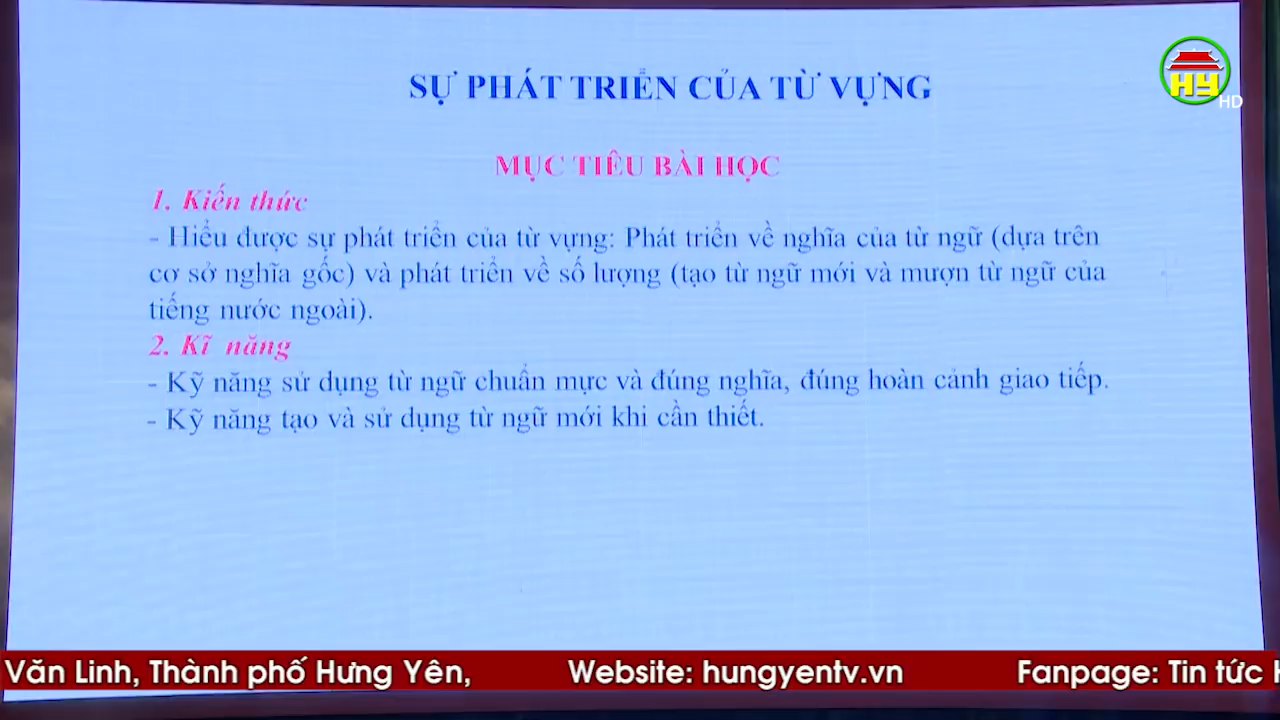 SỰ PHÁT TRIỂN CỦA TỪ VỰNG
HY
HD
MỤC TIÊU BÀI HỌC
1. Kiến thức
- Hiểu được sự phát triển của từ vựng: Phát triển về nghĩa của từ ngữ (dựa trên
cơ sở nghĩa gốc) và phát triển về số lượng (tạo từ ngữ mới và mượn từ ngữ của
tiếng nước ngoài).
2. Kĩ năng
- Kỹ năng sử dụng từ ngữ chuẩn mực và đúng nghĩa, đúng hoàn cảnh giao tiếp.
- Kỹ năng tạo và sử dụng từ ngữ mới khi cần thiết.
Văn Linh, Thành phố Hưng Yên, Website: hungyentv.vn Fanpage: Tin tức H